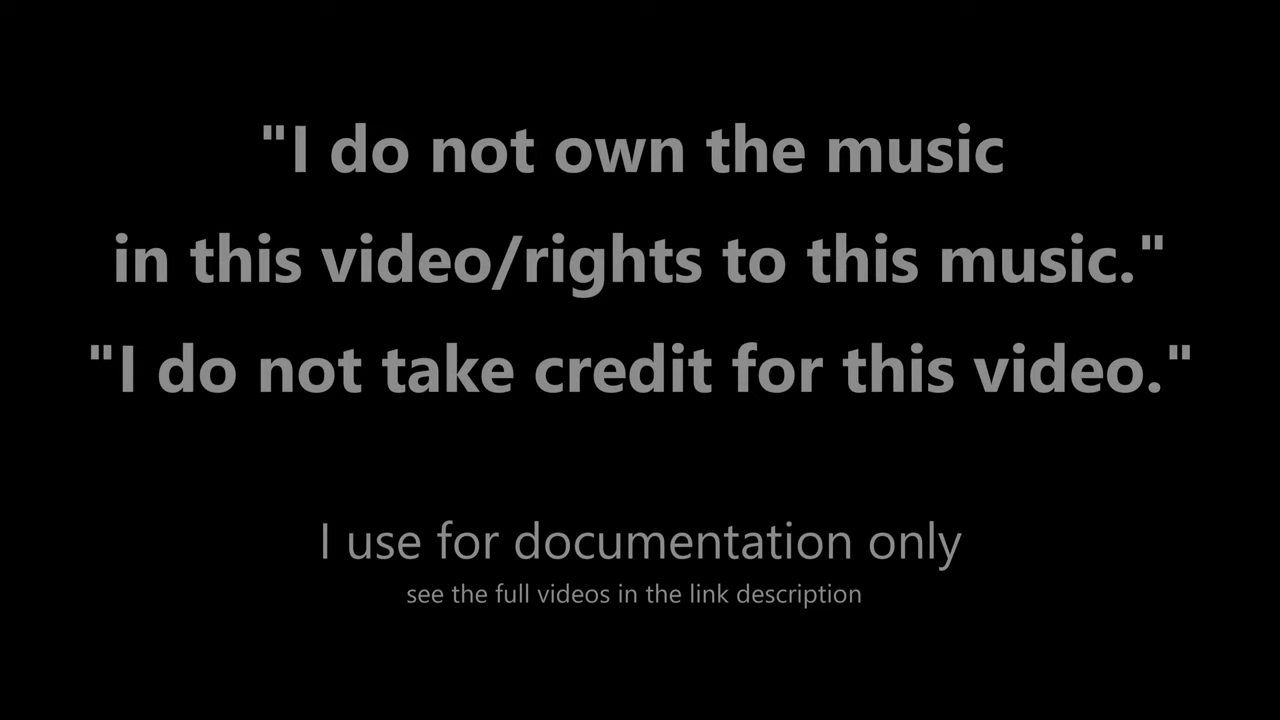 "I do not own the music
in this video/rights to this music."
"I do not take credit for this video."
I use for documentation only
see the full videos in the link description